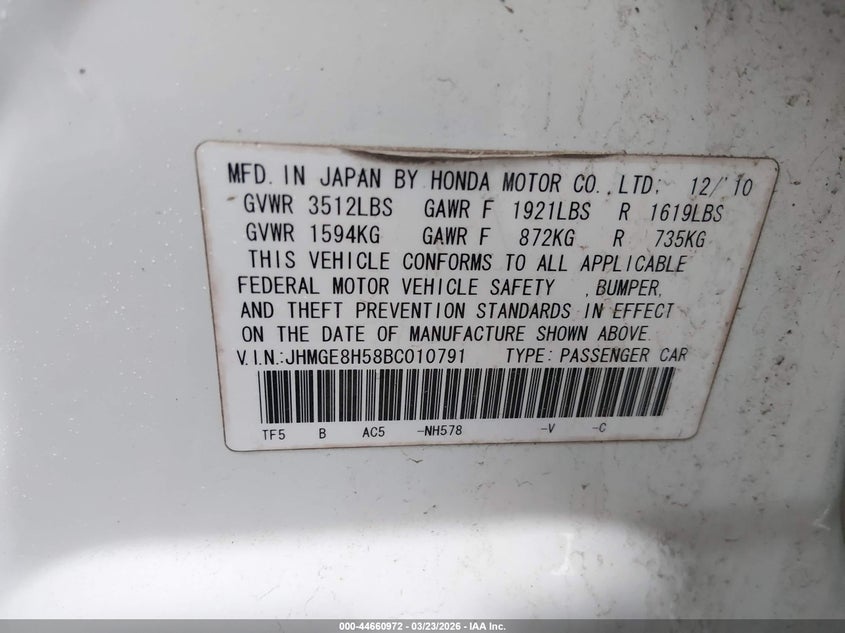 MFD. IN JAPAN BY HONDA MOTOR CO., LTD. 12/'10
GVWR 3512LBS GAWR F 1921LBS R 1619LBS
GVWR 1594KG GAWR F 872KG R 735KG
THIS VEHICLE CONFORMS TO ALL APPLICABLE
FEDERAL MOTOR VEHICLE SAFETY , BUMPER,
AND THEFT PREVENTION STANDARDS IN EFFECT
ON THE DATE OF MANUFACTURE SHOWN ABOVE.
V.I.N.:JHMGE8H58BC010791 TYPE: PASSENGER CAR
TF5 B AC5 -NH578 -V -C
000-44660972 — 03/23/2026 — IAA Inc.